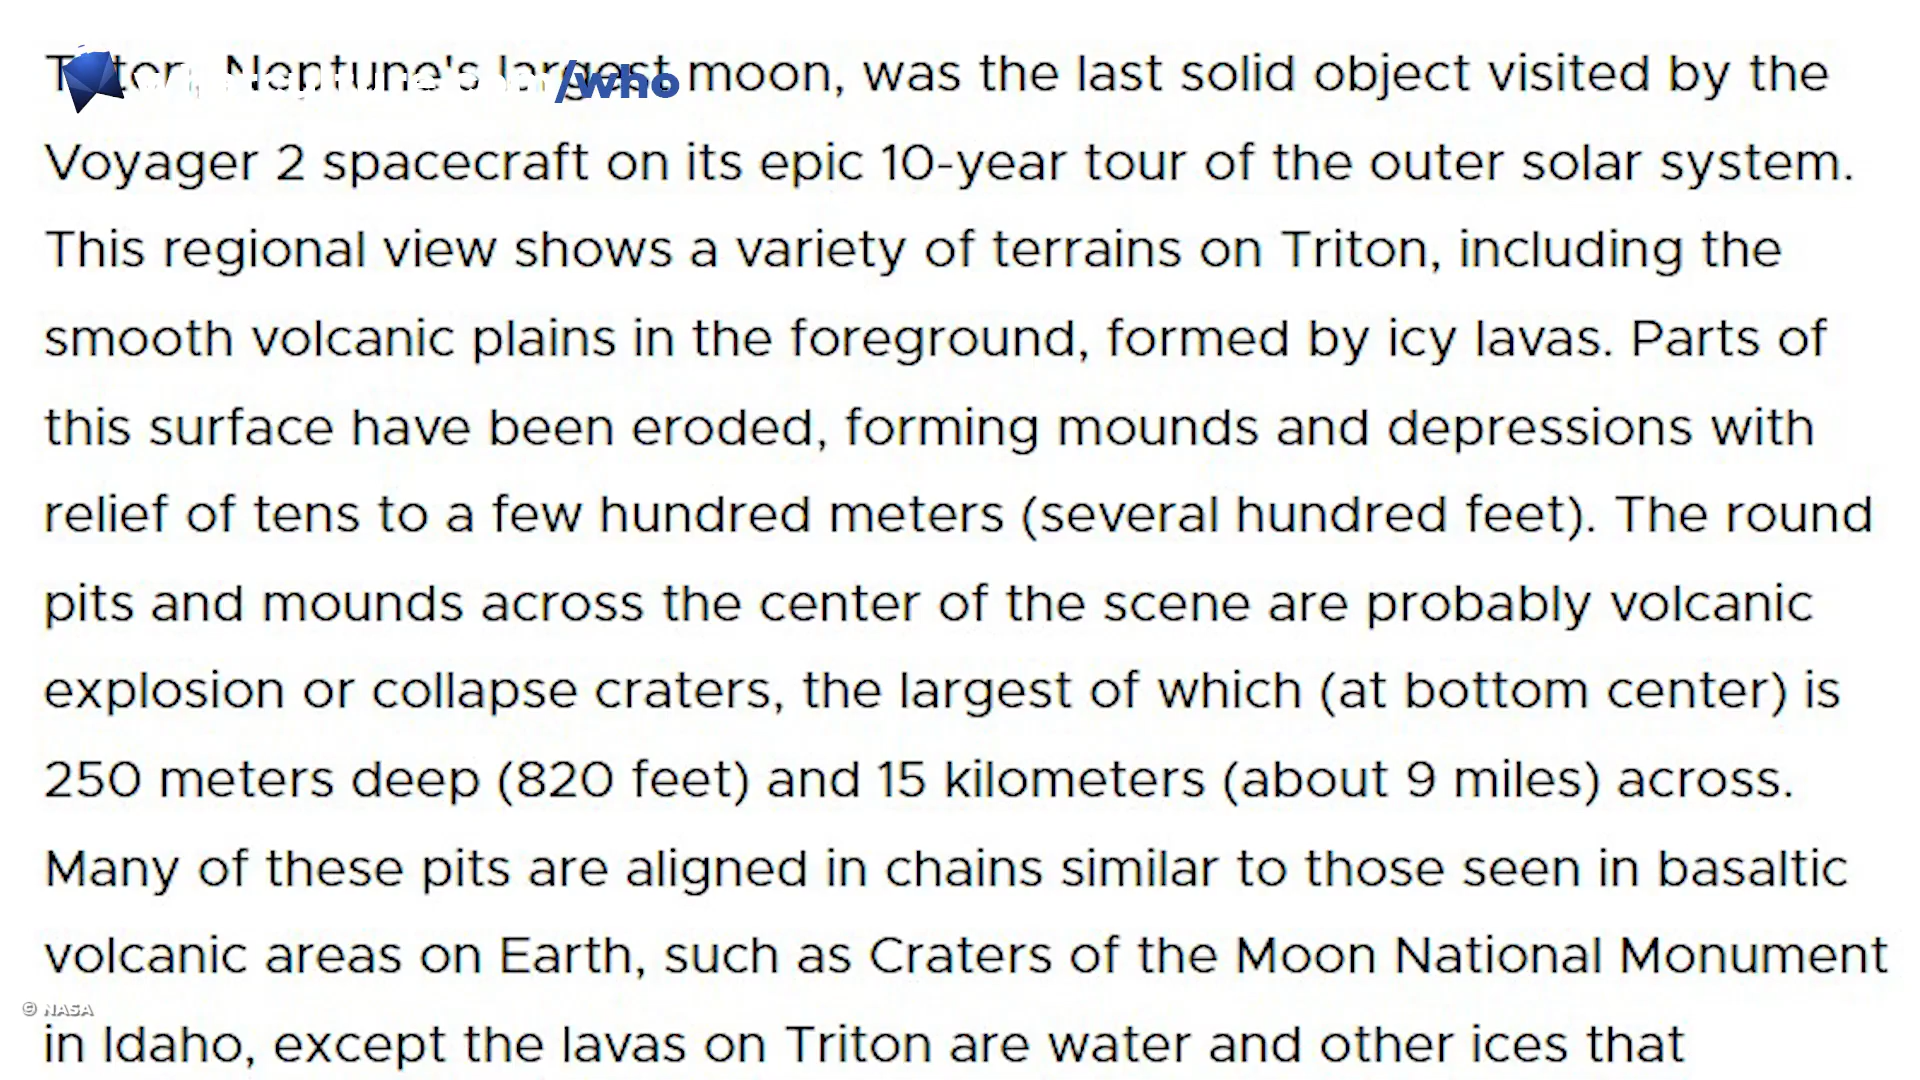 Triton, Neptune's largest moon, was the last solid object visited by the
whatculture.com/who
Voyager 2 spacecraft on its epic 10-year tour of the outer solar system.
This regional view shows a variety of terrains on Triton, including the
smooth volcanic plains in the foreground, formed by icy lavas. Parts of
this surface have been eroded, forming mounds and depressions with
relief of tens to a few hundred meters (several hundred feet). The round
pits and mounds across the center of the scene are probably volcanic
explosion or collapse craters, the largest of which (at bottom center) is
250 meters deep (820 feet) and 15 kilometers (about 9 miles) across.
Many of these pits are aligned in chains similar to those seen in basaltic
volcanic areas on Earth, such as Craters of the Moon National Monument
© NASA
in Idaho, except the lavas on Triton are water and other ices that